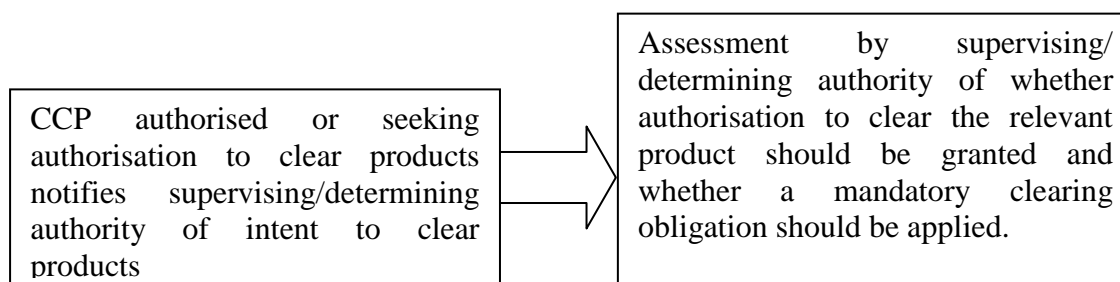 CCP authorised or seeking
authorisation to clear products
notifies supervising/determining
authority of intent to clear
products
Assessment by supervising/
determining authority of whether
authorisation to clear the relevant
product should be granted and
whether a mandatory clearing
obligation should be applied.